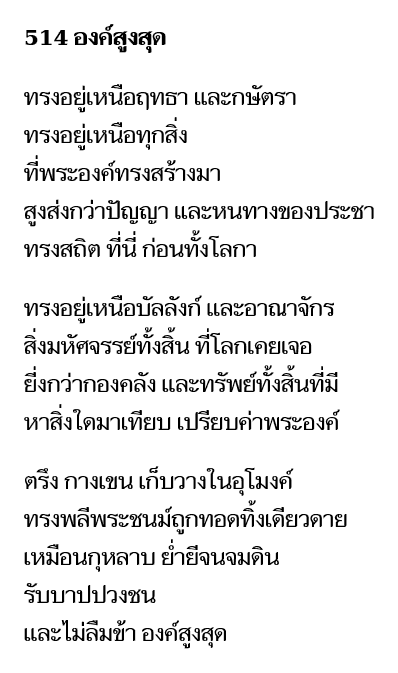 514 องค์สูงสุด
ทรงอยู่เหนือฤทธา และกษัตรา
ทรงอยู่เหนือทุกสิ่ง
ที่พระองค์ทรงสร้างมา
สูงส่งกว่าปัญญา และหนทางของประชา
ทรงสถิต ที่นี่ ก่อนทั้งโลกา
ทรงอยู่เหนือบัลลังก์ และอาณาจักร
สิ่งมหัศจรรย์ทั้งสิ้น ที่โลกเคยเจอ
ยี่งกว่ากองคลัง และทรัพย์ทั้งสิ้นที่มี
หาสิ่งใดมาเทียบ เปรียบค่าพระองค์
ตรึง กางเขน เก็บวางในอุโมงค์
ทรงพลีพระชนม์ถูกทอดทิ้งเดียวดาย
เหมือนกุหลาบ ย่ำยีจนจมดิน
รับบาปปวงชน
และไม่ลืมข้า องค์สูงสุด